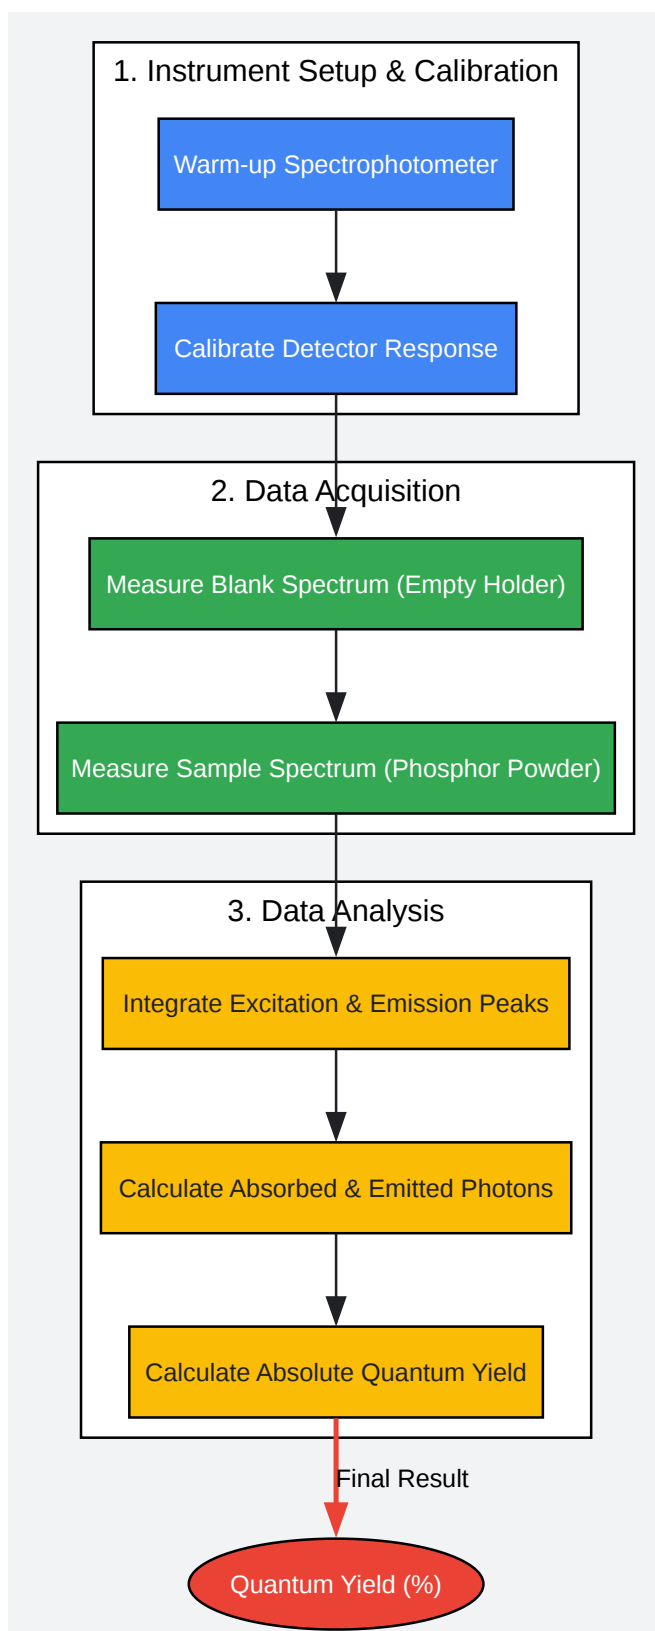 1. Instrument Setup & Calibration
Warm-up Spectrophotometer
Calibrate Detector Response
2. Data Acquisition
Measure Blank Spectrum (Empty Holder)
Measure Sample Spectrum (Phosphor Powder)
3. Data Analysis
Integrate Excitation & Emission Peaks
Calculate Absorbed & Emitted Photons
Calculate Absolute Quantum Yield
Final Result
Quantum Yield (%)